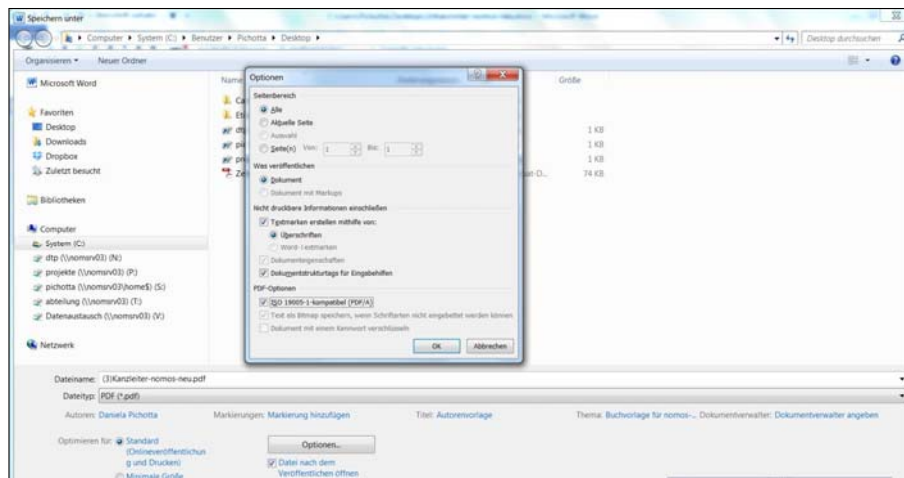 Speichern unter
Computer ▸ System (C:) ▸ Benutzer ▸ Pichotta ▸ Desktop ▸
Desktop durchsuchen
Organisieren
Neuer Ordner
Microsoft Word
Favoriten
Desktop
Downloads
Dropbox
Zuletzt besucht
Bibliotheken
Computer
System (C:)
dtp (\\nomsrv03) (N:)
projekte (\\nomsrv03) (P:)
pichotta (\\nomsrv03\home$) (S:)
abteilung (\\nomsrv03) (T:)
Datenaustausch (\\nomsrv03) (V:)
Netzwerk
Name
Größe
1 KB
1 KB
1 KB
74 KB
Optionen
Seitenbereich
Alle
Aktuelle Seite
Auswahl
Seite(n) Von: 1 Bis: 1
Was veröffentlichen
Dokument
Dokument mit Markups
Nicht druckbare Informationen einschließen
Textmarken erstellen mithilfe von:
Überschriften
Word-Textmarken
Dokumenteigenschaften
Dokumentstrukturtags für Eingabehilfen
PDF-Optionen
ISO 19005-1-kompatibel (PDF/A)
Text als Bitmap speichern, wenn Schriftarten nicht eingebettet werden können
Dokument mit einem Kennwort verschlüsseln
OK
Abbrechen
Dateiname: (3)Kanzleiter-nomos-neu.pdf
Dateityp: PDF (*.pdf)
Autoren: Daniela Pichotta
Markierungen: Markierung hinzufügen
Titel: Autorenvorlage
Thema: Buchvorlage für nomos-...
Dokumentverwalter: Dokumentverwalter angeben
Optimieren für: Standard
(Onlineveröffentlichun
g und Drucken)
Minimale Größe
Optionen...
Datei nach dem
Veröffentlichen öffnen